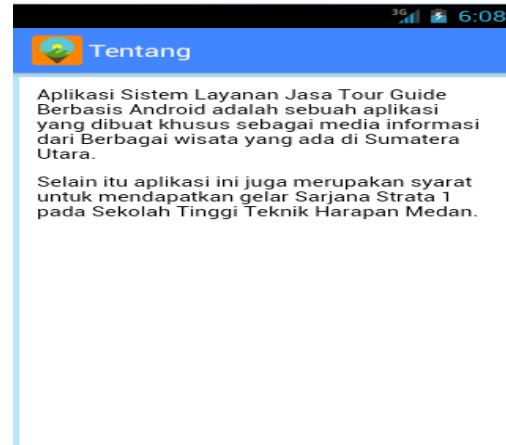 3G 6:08
Tentang
Aplikasi Sistem Layanan Jasa Tour Guide
Berbasis Android adalah sebuah aplikasi
yang dibuat khusus sebagai media informasi
dari Berbagai wisata yang ada di Sumatera
Utara.
Selain itu aplikasi ini juga merupakan syarat
untuk mendapatkan gelar Sarjana Strata 1
pada Sekolah Tinggi Teknik Harapan Medan.